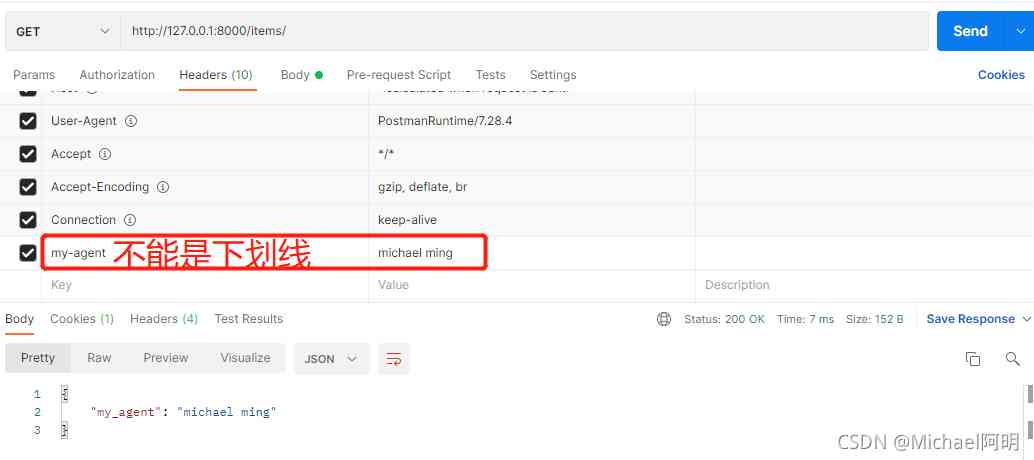 GET http://127.0.0.1:8000/items/ Send
Params Authorization Headers (10) Body Pre-request Script Tests Settings Cookies
User-Agent PostmanRuntime/7.28.4
Accept */*
Accept-Encoding gzip, deflate, br
Connection keep-alive
my-agent 不能是下划线 michael ming
Key Value Description
Body Cookies (1) Headers (4) Test Results Status: 200 OK Time: 7 ms Size: 152 B Save Response
Pretty Raw Preview Visualize JSON
1 {
2 "my_agent": "michael ming"
3 }
CSDN @Michael阿明